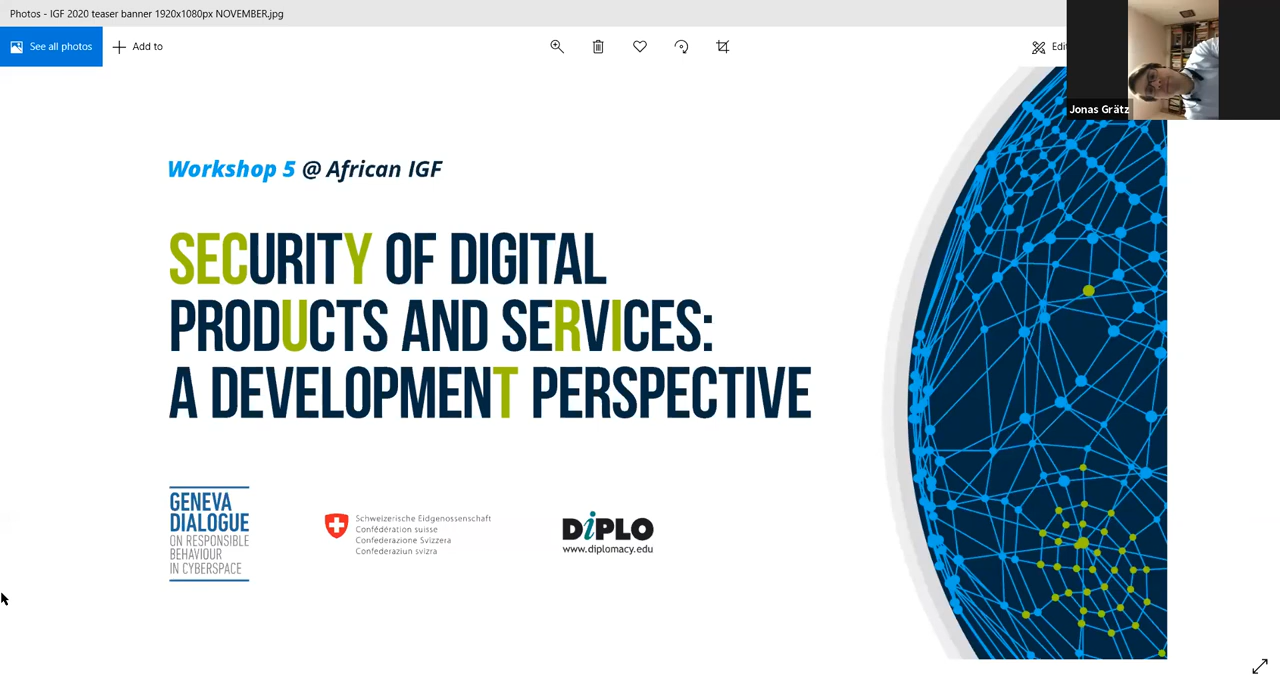 Photos - IGF 2020 teaser banner 1920x1080px NOVEMBER.jpg
See all photos
Add to
Edit
Jonas Grätz
Workshop 5 @ African IGF
SECURITY OF DIGITAL
PRODUCTS AND SERVICES:
A DEVELOPMENT PERSPECTIVE
GENEVA
DIALOGUE
ON RESPONSIBLE
BEHAVIOUR
IN CYBERSPACE
Schweizerische Eidgenossenschaft
Confédération suisse
Confederazione Svizzera
Confederaziun svizra
DiPLO
www.diplomacy.edu